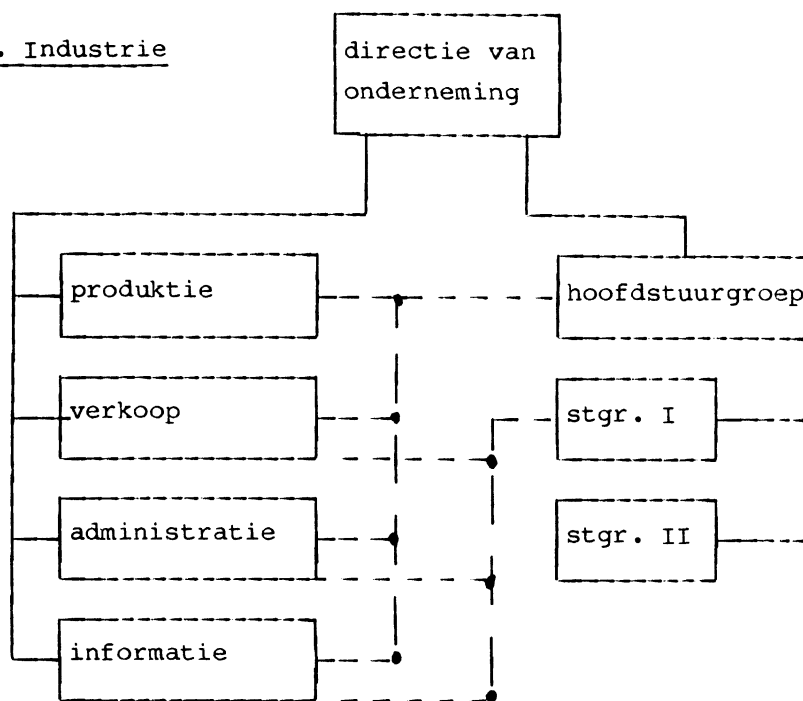 . Industrie
directie van
onderneming
produktie
hoofdstuurgroep
verkoop
stgr. I
administratie
stgr. II
informatie